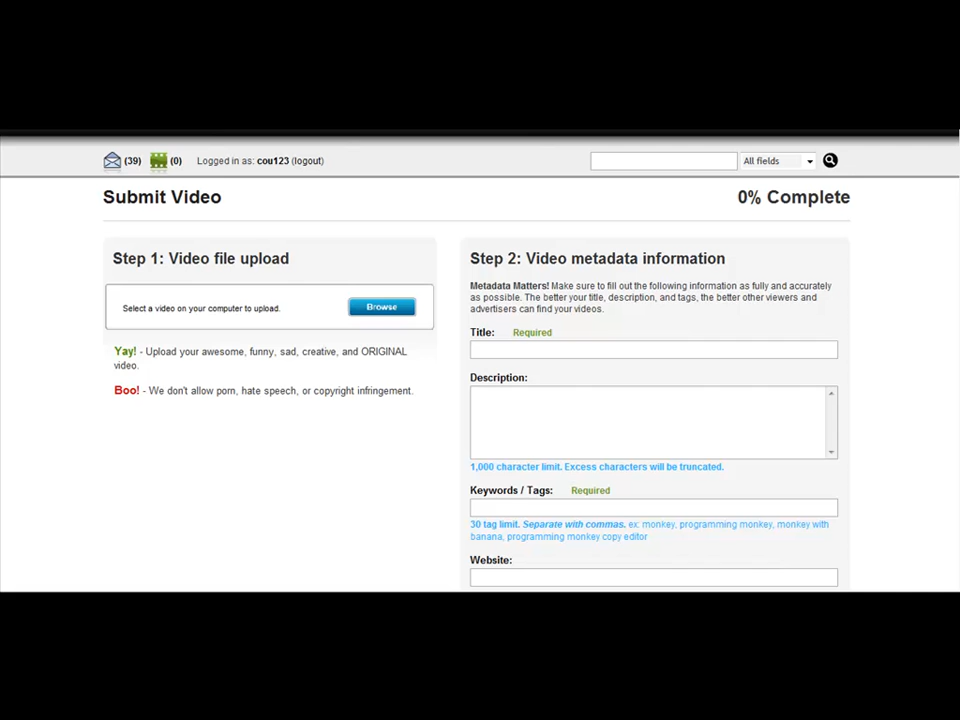 (39) (0) Logged in as: cou123 (logout) All fields
Submit Video
0% Complete
Step 1: Video file upload
Select a video on your computer to upload. Browse
Yay! - Upload your awesome, funny, sad, creative, and ORIGINAL
video.
Boo! - We don't allow porn, hate speech, or copyright infringement.
Step 2: Video metadata information
Metadata Matters! Make sure to fill out the following information as fully and accurately
as possible. The better your title, description, and tags, the better other viewers and
advertisers can find your videos.
Title: Required
Description:
1,000 character limit. Excess characters will be truncated.
Keywords / Tags: Required
30 tag limit. Separate with commas. ex: monkey, programming monkey, monkey with
banana, programming monkey copy editor
Website: